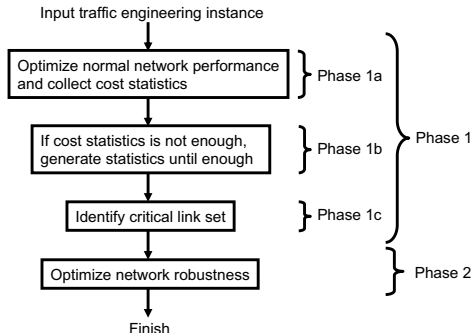 Input traffic engineering instance
Optimize normal network performance
and collect cost statistics
Phase 1a
If cost statistics is not enough,
generate statistics until enough
Phase 1b
Phase 1
Identify critical link set
Phase 1c
Optimize network robustness
Phase 2
Finish